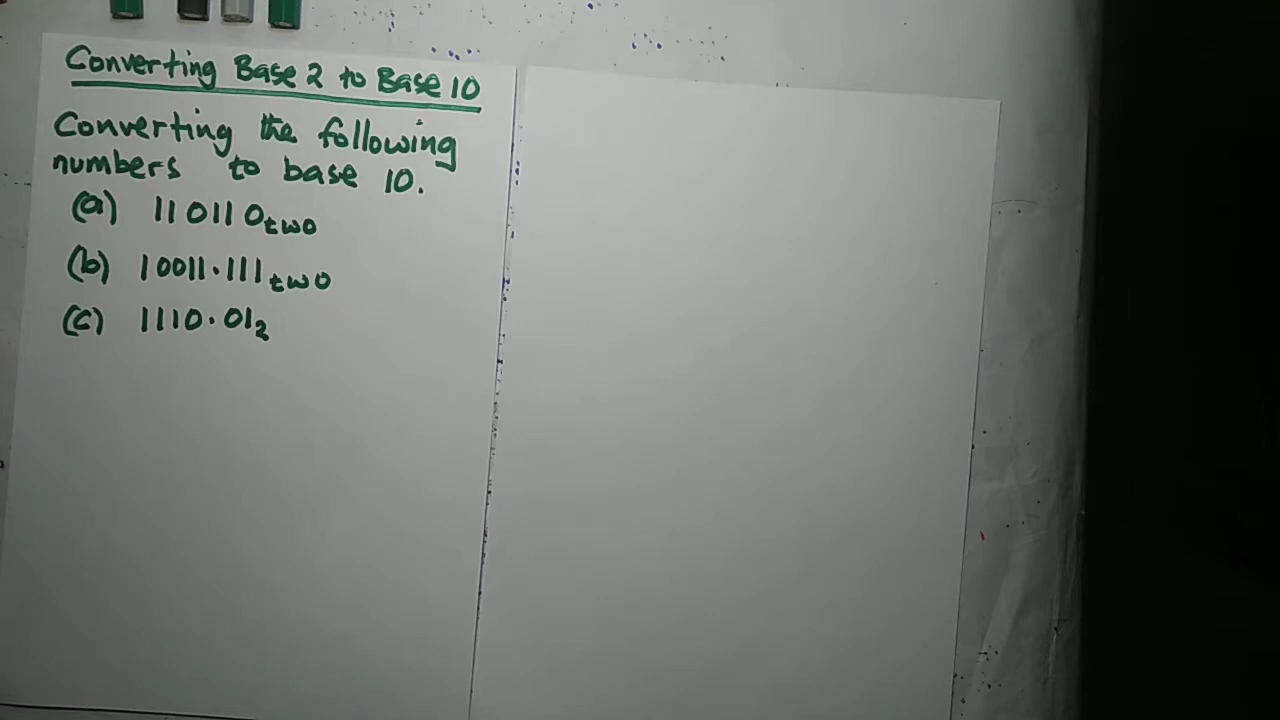 Converting Base 2 to Base 10
Converting the following
numbers to base 10.
(a) 110110two
(b) 10011.111two
(c) 1110.01₂